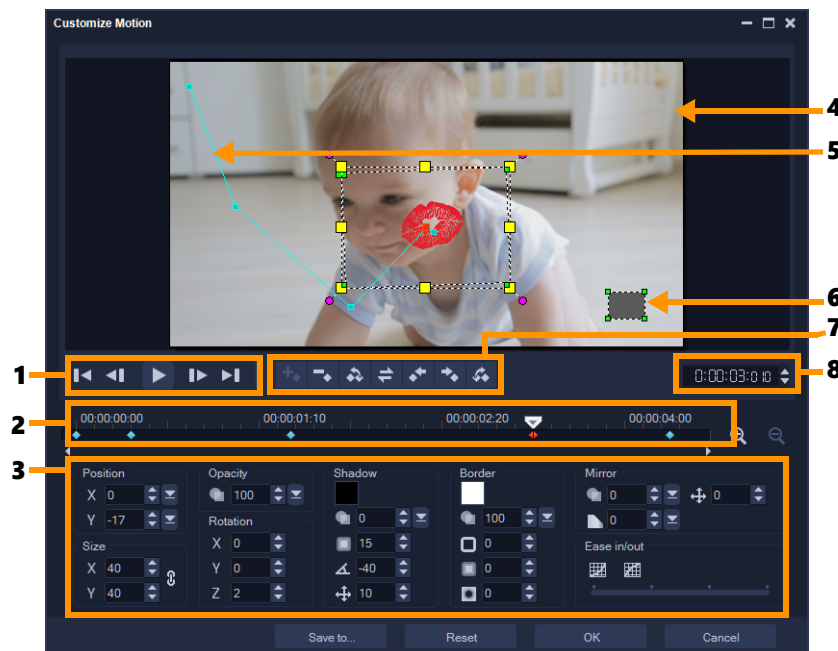 Customize Motion
4
5
6
7
1
0:00:03:010
8
2
00:00:00:00 00:00:01:10 00:00:02:20 00:00:04:00
3
Position Opacity Shadow Border Mirror
X 0 100 0 0
Y -17 Rotation 0 100 0
Size X 0 15 0 Ease in/out
X 40 Y 0 -40 0
Y 40 Z 2 10 0
Save to... Reset OK Cancel